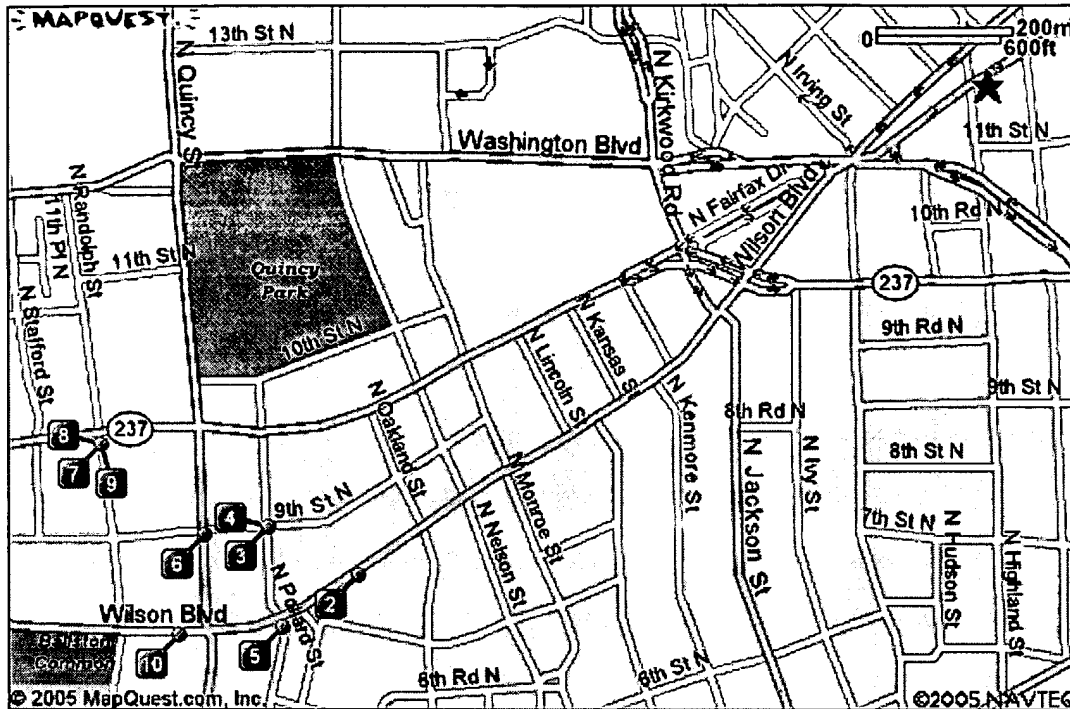 MAPQUEST
13th St N
N Quincy St
N Kirkwood Rd
N Irving St
0
200m
600ft
11th St N
Washington Blvd
N Fairfax Dr
Wilson Blvd
10th Rd N
N Randolph St
11th Pl N
11th St N
Quincy
Park
237
N Stafford St
10th St N
N Kansas St
N Lincoln St
9th Rd N
N Oakland St
N Kenmore St
9th St N
8th Rd N
237
8
7
9
N Monroe St
N Jackson St
N Ivy St
8th St N
4
9th St N
6
3
N Nelson St
7th St N
N Hudson St
N Highland St
2
N Pollard St
Wilson Blvd
Ballston
Common
10
5
6th Rd N
6th St N
© 2005 MapQuest.com, Inc.
©2005 NAVTEQ